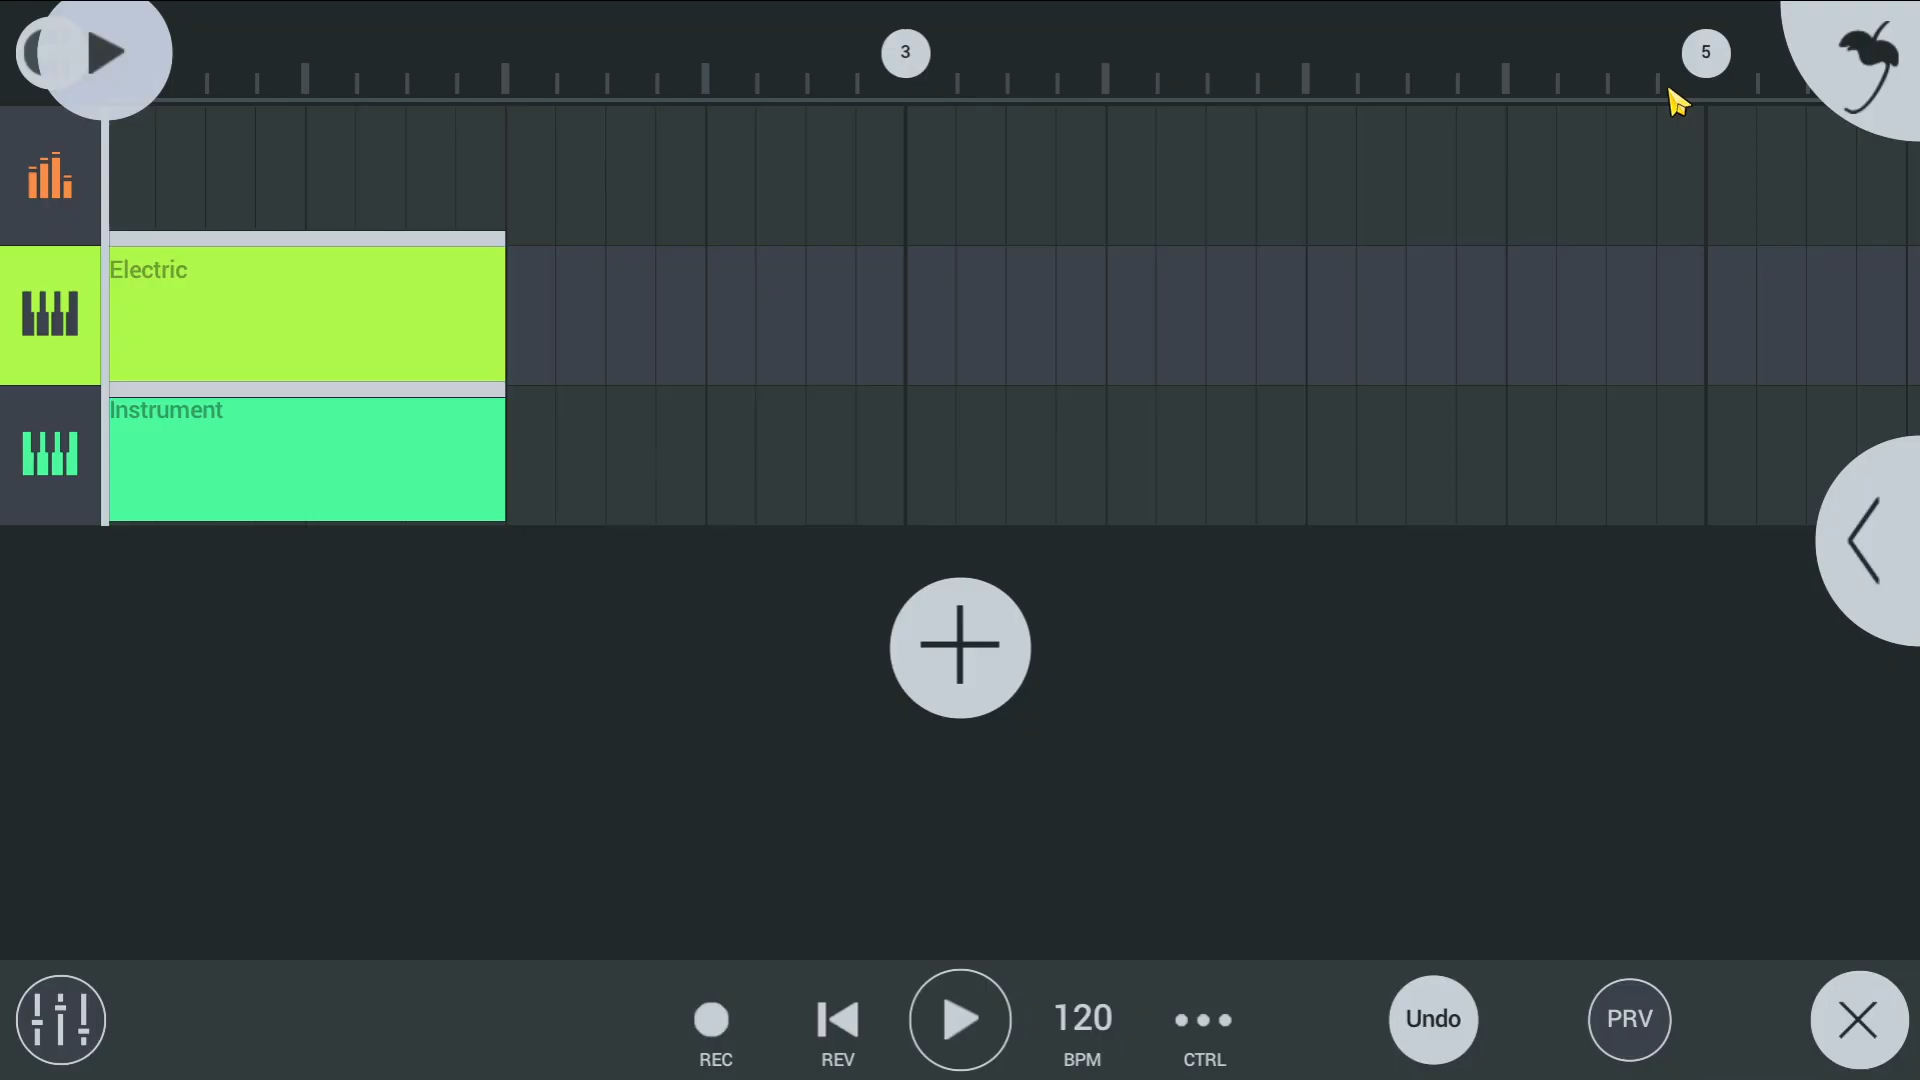 3
5
Electric
Instrument
120
Undo
PRV
REC
REV
BPM
CTRL